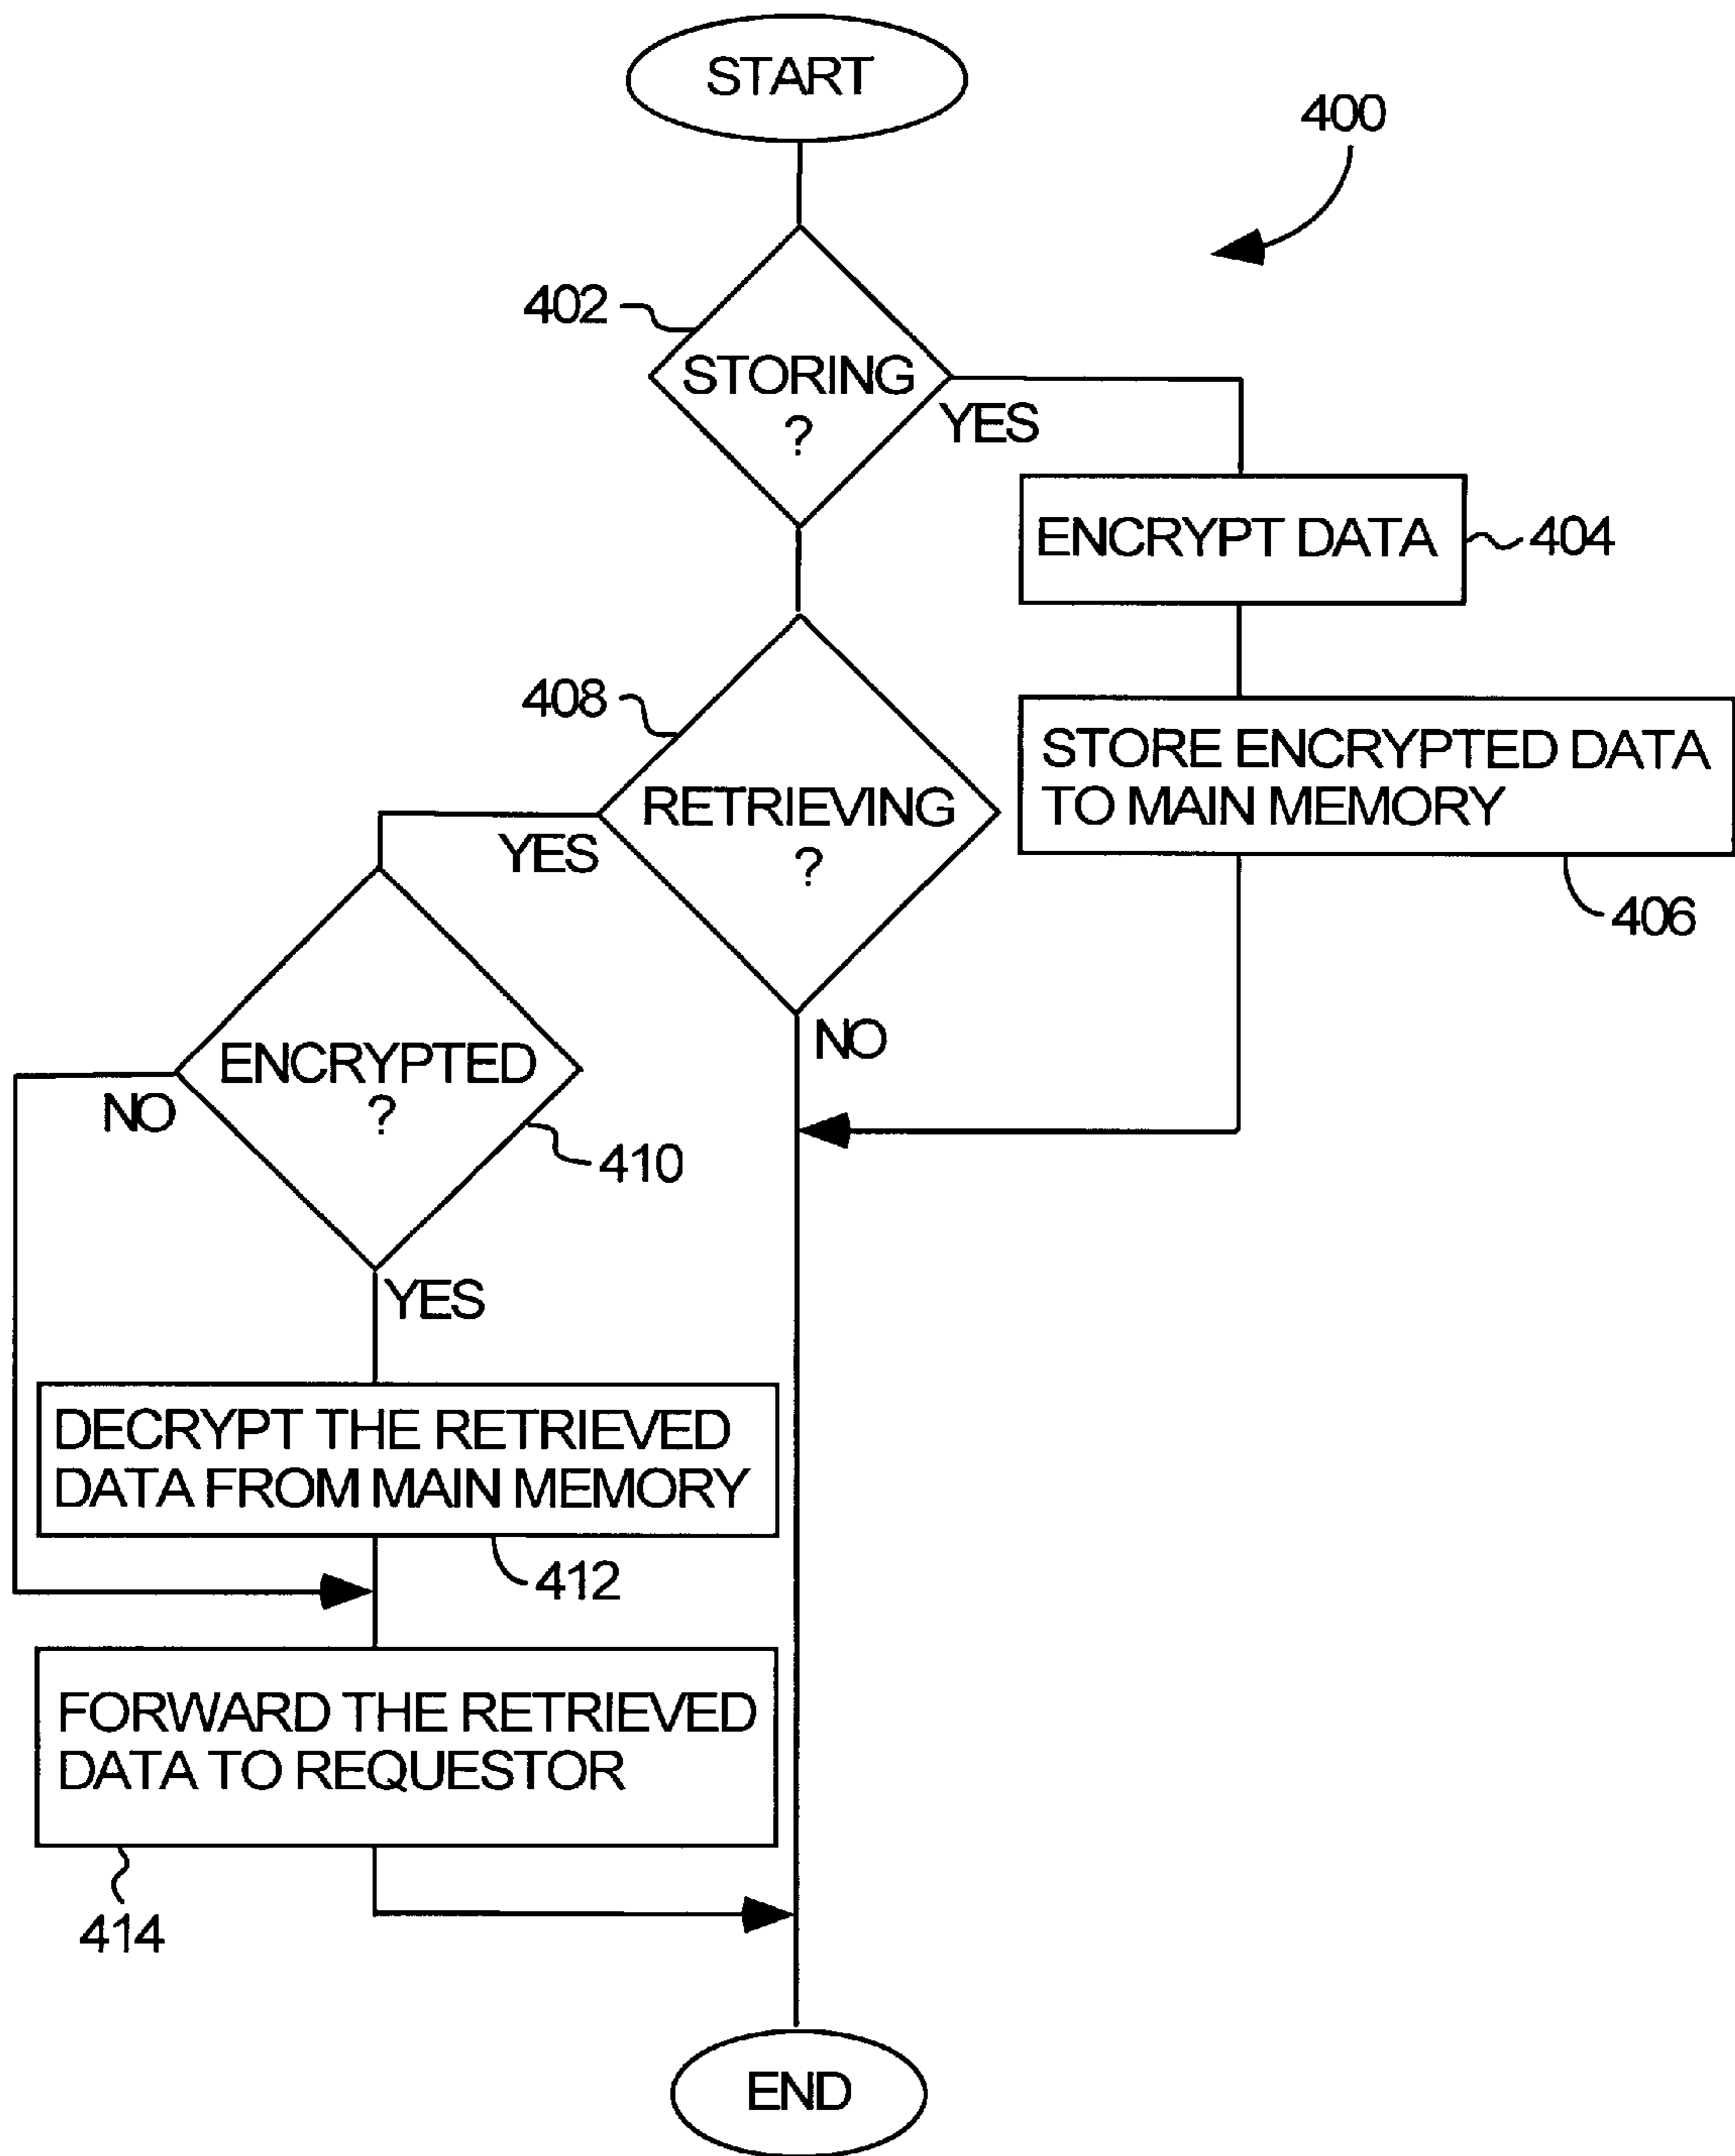 START
400
402
STORING
?
YES
ENCRYPT DATA
404
408
STORE ENCRYPTED DATA
TO MAIN MEMORY
406
RETRIEVING
?
YES
NO
ENCRYPTED
?
NO
410
YES
DECRYPT THE RETRIEVED
DATA FROM MAIN MEMORY
412
FORWARD THE RETRIEVED
DATA TO REQUESTOR
414
END